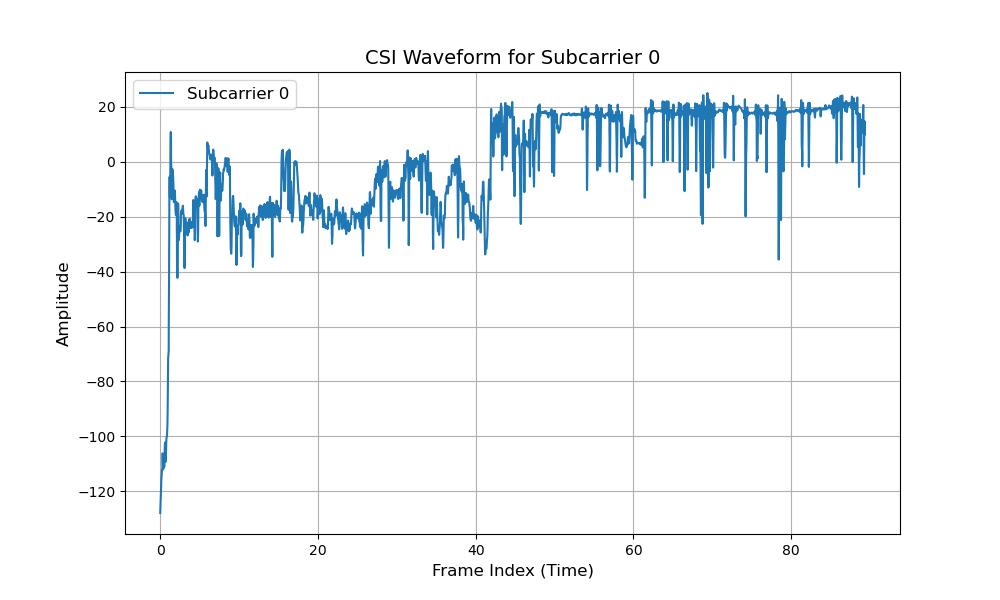 CSI Waveform for Subcarrier 0
Subcarrier 0
20
0
−20
−40
−60
−80
−100
−120
Amplitude
0 20 40 60 80
Frame Index (Time)